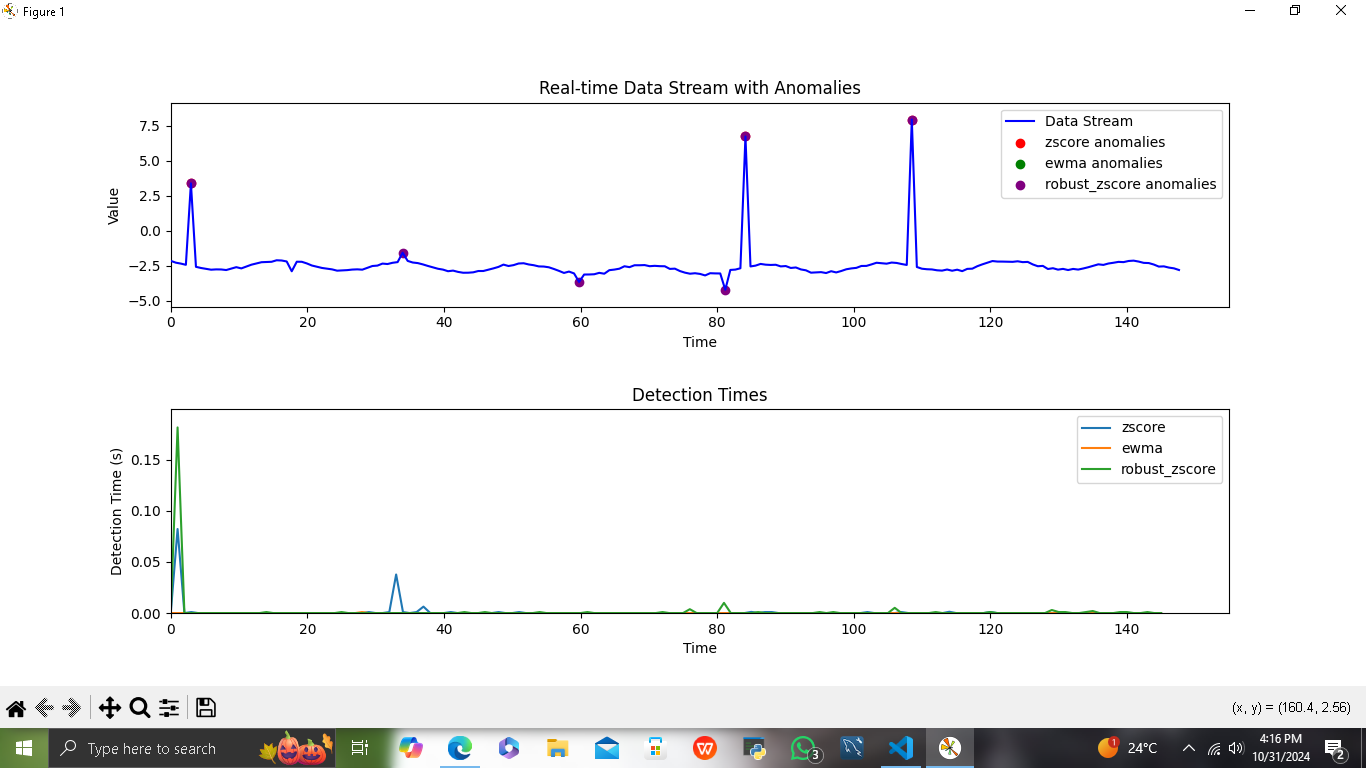 Figure 1
Real-time Data Stream with Anomalies
Value
7.5
5.0
2.5
0.0
−2.5
−5.0
Data Stream
zscore anomalies
ewma anomalies
robust_zscore anomalies
0 20 40 60 80 100 120 140
Time
Detection Times
Detection Time (s)
0.15
0.10
0.05
0.00
zscore
ewma
robust_zscore
0 20 40 60 80 100 120 140
Time
(x, y) = (160.4, 2.56)
Type here to search
W
3
1
24°C
4:16 PM
10/31/2024
2